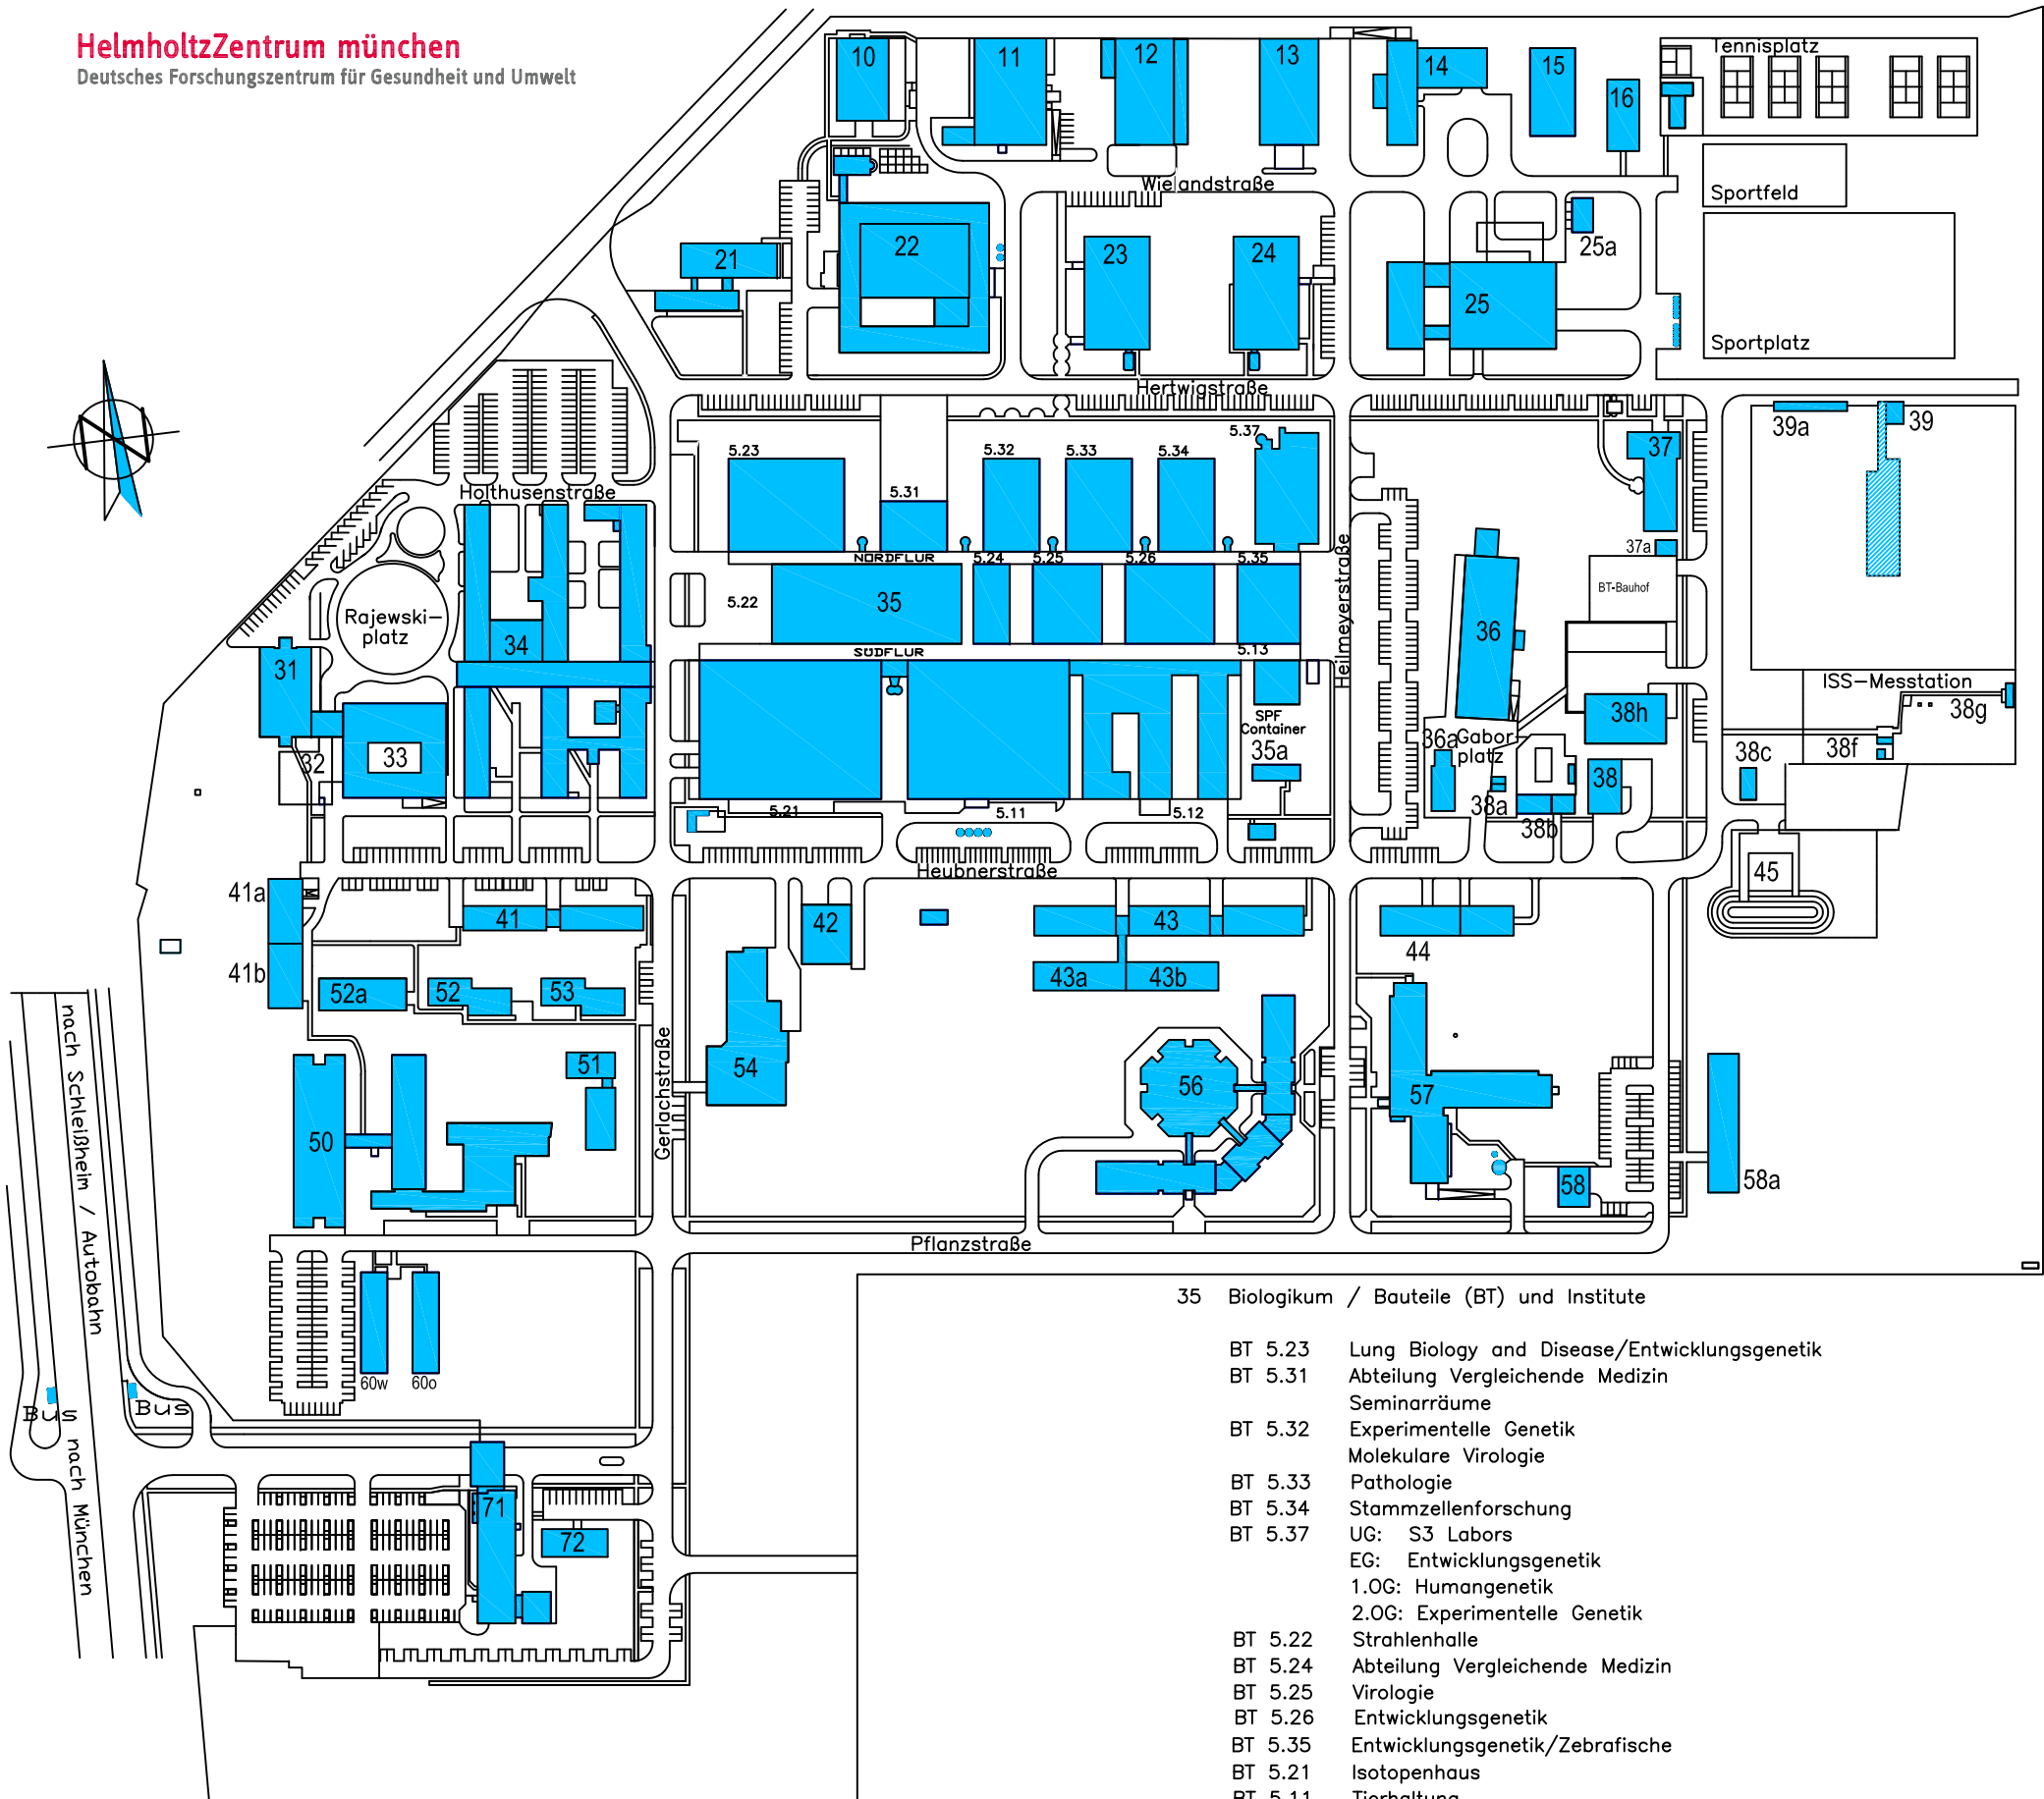 HelmholtzZentrum münchen
Deutsches Forschungszentrum für Gesundheit und Umwelt
10
11
12
13
14
15
16
Tennisplatz
Sportfeld
Wielandstraße
21
22
23
24
25
25a
Sportplatz
Hertwigstraße
N
39a
39
37
5.23
5.31
5.32
5.33
5.34
5.37
Holthusenstraße
NORDFLUR
5.24
5.25
5.26
5.35
37a
BT-Bauhof
5.22
35
Rajewski-
platz
34
36
Heilmeyerstraße
SÜDFLUR
5.13
31
ISS-Messtation
38g
38h
SPF
Container
35a
36a
Gabor-
platz
38f
38c
32
33
38
38a
38b
5.21
5.11
5.12
Heubnerstraße
45
41a
41
42
43
44
41b
52a
52
53
43a
43b
51
54
56
57
50
Gerlachstraße
58
58a
nach Schleißheim / Autobahn
Pflanzstraße
60w
60o
Bus
Bus
nach München
71
72
35 Biologikum / Bauteile (BT) und Institute
BT 5.23 Lung Biology and Disease/Entwicklungsgenetik
BT 5.31 Abteilung Vergleichende Medizin
Seminarräume
BT 5.32 Experimentelle Genetik
Molekulare Virologie
BT 5.33 Pathologie
BT 5.34 Stammzellenforschung
BT 5.37 UG: S3 Labors
EG: Entwicklungsgenetik
1.OG: Humangenetik
2.OG: Experimentelle Genetik
BT 5.22 Strahlenhalle
BT 5.24 Abteilung Vergleichende Medizin
BT 5.25 Virologie
BT 5.26 Entwicklungsgenetik
BT 5.35 Entwicklungsgenetik/Zebrafische
BT 5.21 Isotopenhaus
BT 5.11 Tierhaltung